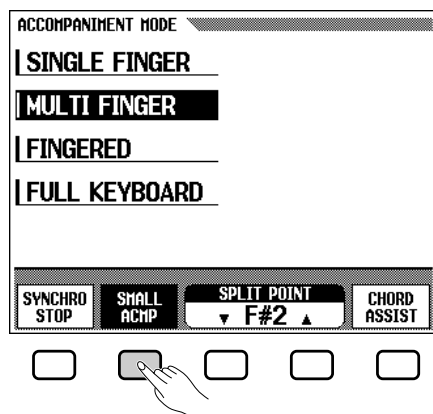 ACCOMPANIMENT MODE
SINGLE FINGER
MULTI FINGER
FINGERED
FULL KEYBOARD
SYNCHRO STOP
SMALL ACMP
SPLIT POINT
▼ F#2 ▲
CHORD ASSIST